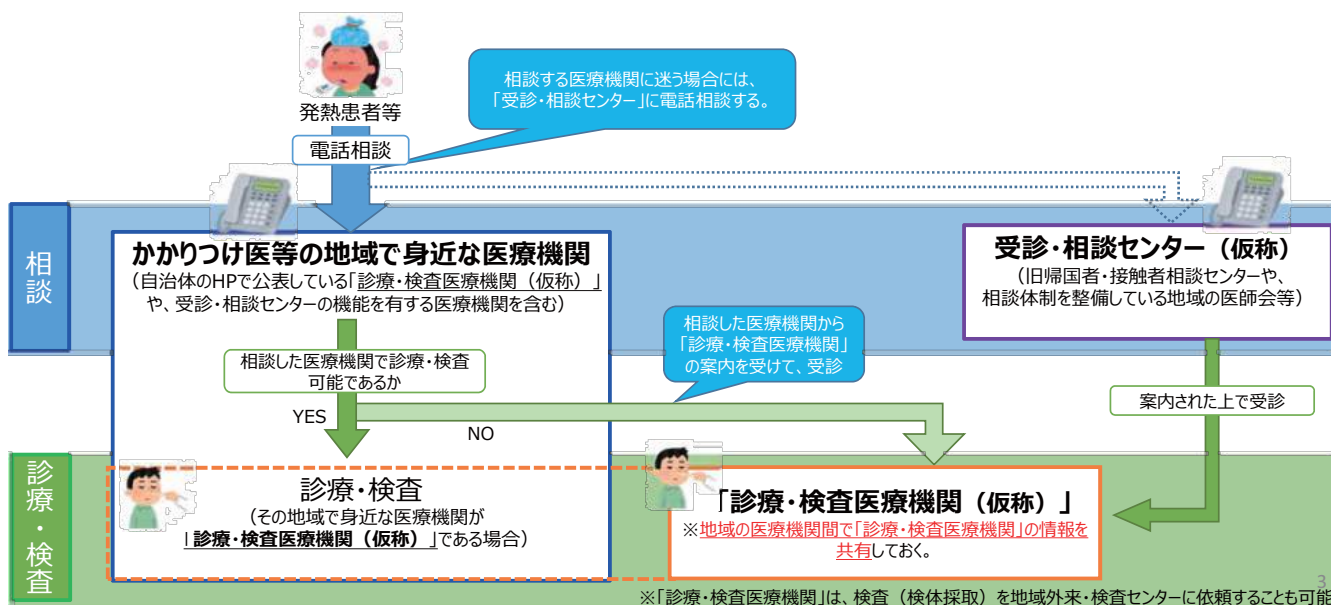 発熱患者等
相談する医療機関に迷う場合には、
「受診・相談センター」に電話相談する。
電話相談
相談
かかりつけ医等の地域で身近な医療機関
（自治体のHPで公表している「診療・検査医療機関（仮称）」
や、受診・相談センターの機能を有する医療機関を含む）
受診・相談センター（仮称）
（旧帰国者・接触者相談センターや、
相談体制を整備している地域の医師会等）
相談した医療機関から
「診療・検査医療機関」
の案内を受けて、受診
相談した医療機関で診療・検査
可能であるか
YES
NO
案内された上で受診
診療・検査
診療・検査
（その地域で身近な医療機関が
「診療・検査医療機関（仮称）」である場合）
「診療・検査医療機関（仮称）」
※地域の医療機関間で「診療・検査医療機関」の情報を
共有しておく。
3
※「診療・検査医療機関」は、検査（検体採取）を地域外来・検査センターに依頼することも可能